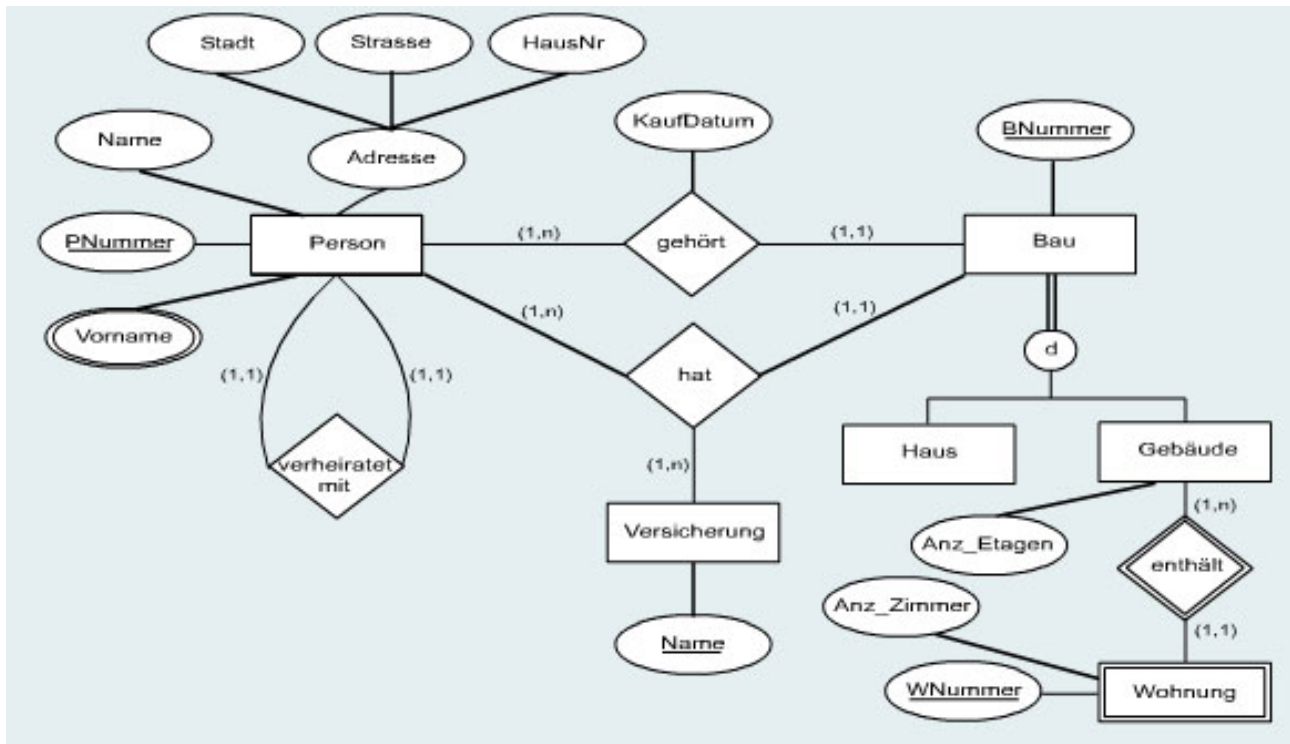 Stadt
Strasse
HausNr
Name
Adresse
KaufDatum
BNummer
PNummer
Person
(1,n)
gehört
(1,1)
Bau
Vorname
(1,1)
(1,1)
verheiratet
mit
(1,n)
hat
(1,1)
d
(1,n)
Versicherung
Name
Haus
Gebäude
(1,n)
Anz_Etagen
enthält
(1,1)
Anz_Zimmer
WNummer
Wohnung